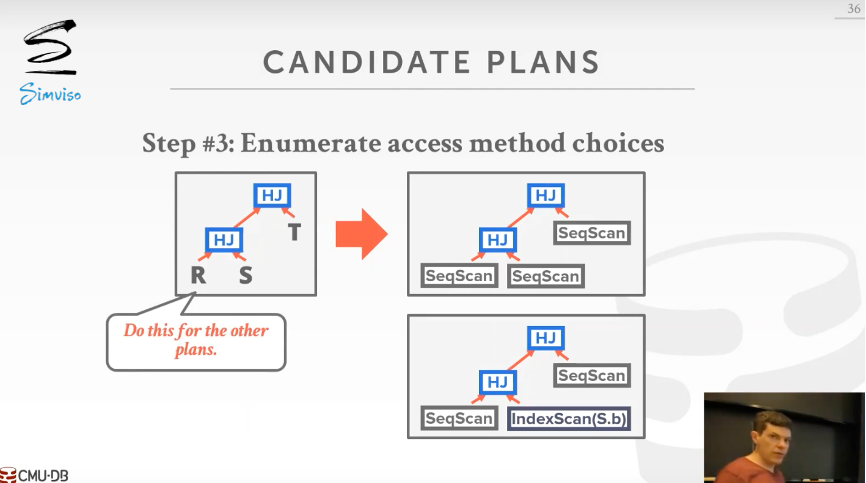 36
Simviso
CANDIDATE PLANS
Step #3: Enumerate access method choices
HJ
HJ
T
R S
Do this for the other
plans.
HJ
SeqScan
HJ
SeqScan SeqScan
HJ
SeqScan
HJ
SeqScan IndexScan(S.b)
CMU·DB